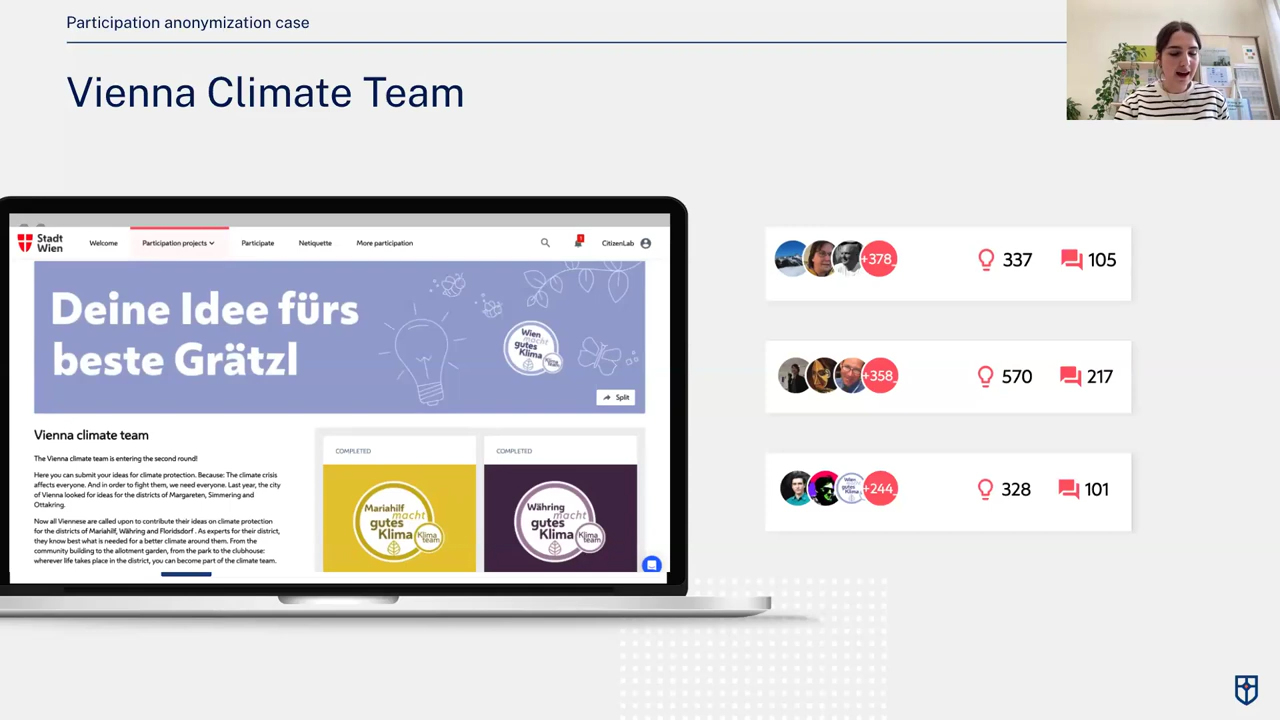 Participation anonymization case
Vienna Climate Team
Stadt
Wien
Welcome
Participation projects
Participate
Netiquette
More participation
CitizenLab
Deine Idee fürs
beste Grätzl
Wien
macht
gutes
Klima
Split
Vienna climate team
The Vienna climate team is entering the second round!
Here you can submit your ideas for climate protection. Because: The climate crisis
affects everyone. And in order to fight them, we need everyone. Last year, the city
of Vienna looked for ideas for the districts of Margareten, Simmering and
Ottakring.
Now all Viennese are called upon to contribute their ideas on climate protection
for the districts of Mariahilf, Währing and Floridsdorf . As experts for their district,
they know best what is needed for a better climate around them. From the
community building to the allotment garden, from the park to the clubhouse:
wherever life takes place in the district, you can become part of the climate team.
COMPLETED
Mariahilf
macht
gutes
Klima
Klima
team
COMPLETED
Währing
macht
gutes
Klima
Klima
team
+378
337
105
+358
570
217
+244
328
101